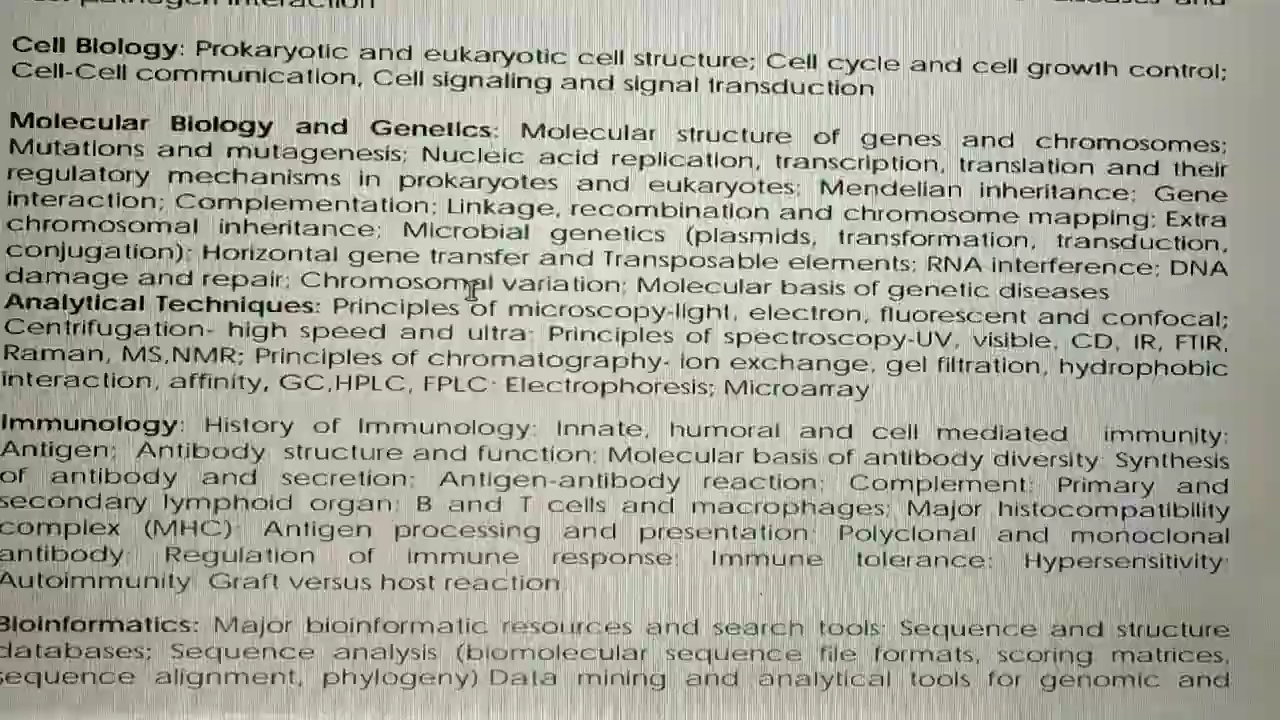 pathogen interaction diseases and
Cell Biology: Prokaryotic and eukaryotic cell structure; Cell cycle and cell growth control;
Cell-Cell communication, Cell signaling and signal transduction
Molecular Biology and Genetics: Molecular structure of genes and chromosomes;
Mutations and mutagenesis; Nucleic acid replication, transcription, translation and their
regulatory mechanisms in prokaryotes and eukaryotes; Mendelian inheritance; Gene
interaction; Complementation; Linkage, recombination and chromosome mapping; Extra
chromosomal inheritance; Microbial genetics (plasmids, transformation, transduction,
conjugation); Horizontal gene transfer and Transposable elements; RNA interference; DNA
damage and repair; Chromosomal variation; Molecular basis of genetic diseases
Analytical Techniques: Principles of microscopy-light, electron, fluorescent and confocal;
Centrifugation- high speed and ultra; Principles of spectroscopy-UV, visible, CD, IR, FTIR,
Raman, MS,NMR; Principles of chromatography- ion exchange, gel filtration, hydrophobic
interaction, affinity, GC,HPLC, FPLC; Electrophoresis; Microarray
Immunology: History of Immunology; Innate, humoral and cell mediated immunity;
Antigen; Antibody structure and function; Molecular basis of antibody diversity; Synthesis
of antibody and secretion; Antigen-antibody reaction; Complement; Primary and
secondary lymphoid organ; B and T cells and macrophages; Major histocompatibility
complex (MHC); Antigen processing and presentation; Polyclonal and monoclonal
antibody; Regulation of immune response; Immune tolerance; Hypersensitivity;
Autoimmunity; Graft versus host reaction
Bioinformatics: Major bioinformatic resources and search tools; Sequence and structure
databases; Sequence analysis (biomolecular sequence file formats, scoring matrices,
sequence alignment, phylogeny) Data mining and analytical tools for genomic and